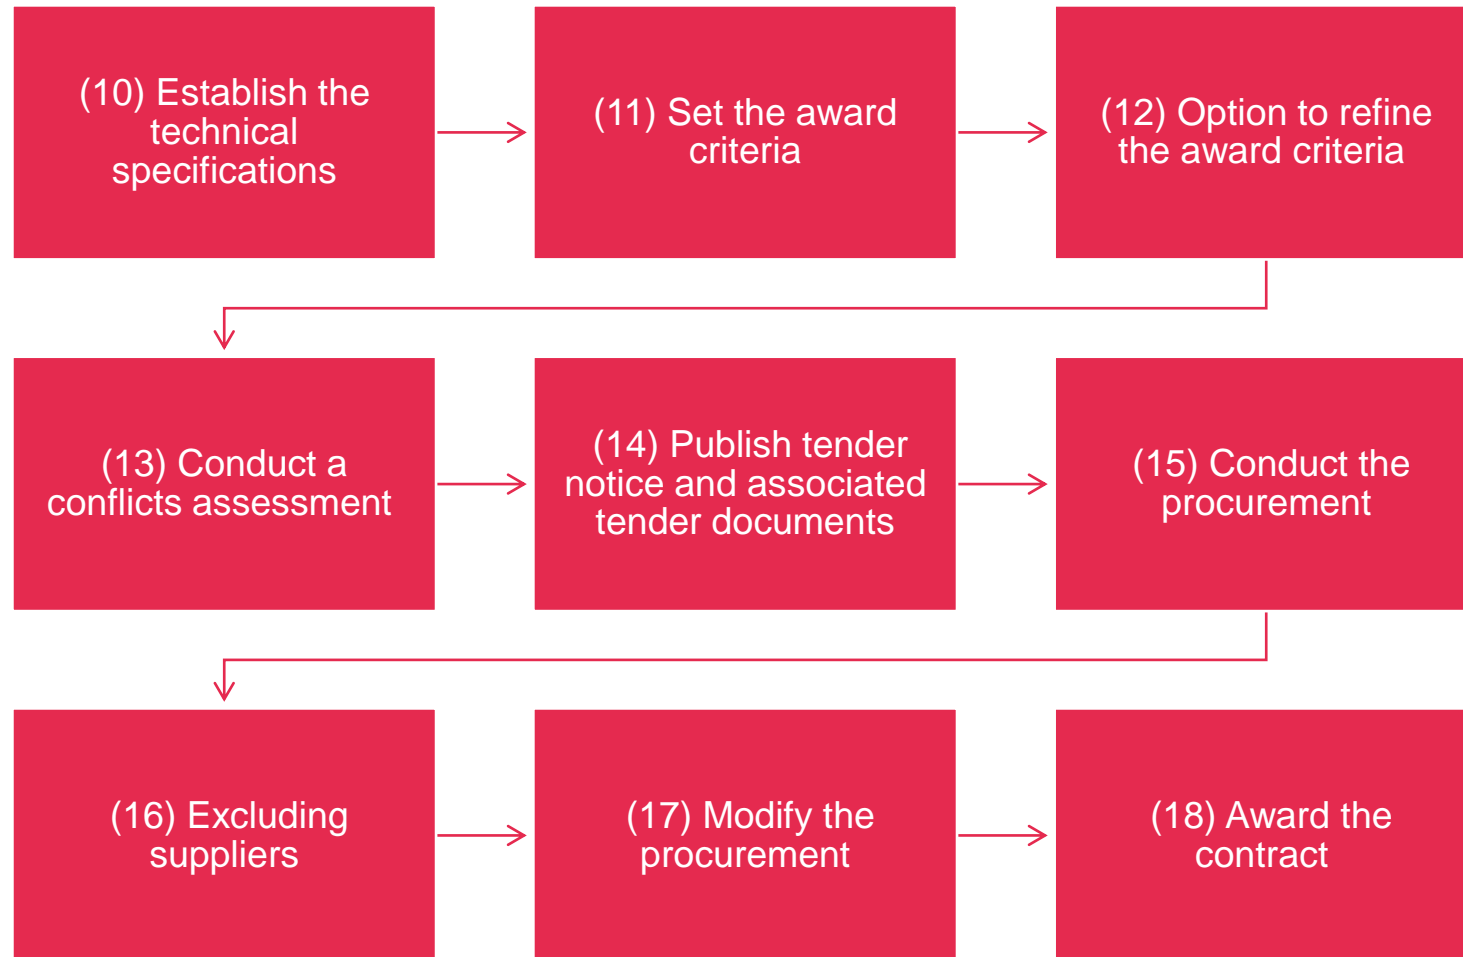 (10) Establish the
technical
specifications
(11) Set the award
criteria
(12) Option to refine
the award criteria
(13) Conduct a
conflicts assessment
(14) Publish tender
notice and associated
tender documents
(15) Conduct the
procurement
(16) Excluding
suppliers
(17) Modify the
procurement
(18) Award the
contract